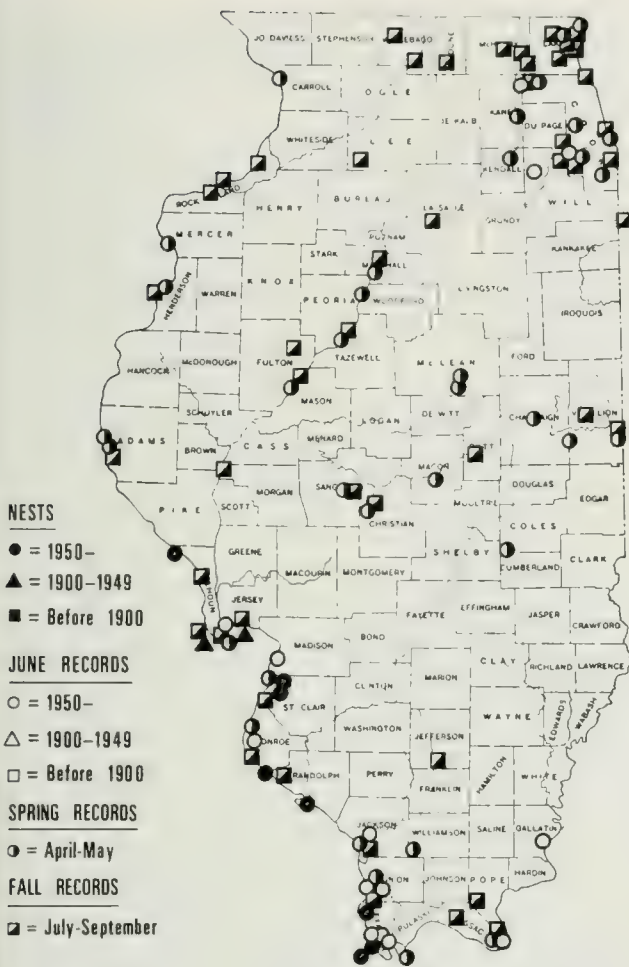 JO DAVIESS
STEPHENSON
CARROLL
OGLE
WHITESIDE
LEE
DE KALB
KANE
DU PAGE
KENDALL
WILL
ROCK
HENRY
BUREAU
LA SALLE
GRUNDY
MERCER
PUTNAM
KANKAKEE
STARK
MARSHALL
HENDERSON
WARREN
KNOX
PEORIA
WOODFORD
LIVINGSTON
IROQUOIS
FULTON
TAZEWELL
McLEAN
FORD
HANCOCK
McDONOUGH
MASON
SCHUYLER
LOGAN
DEWITT
CHAMPAIGN
VERMILION
ADAMS
BROWN
CASS
MENARD
MACON
PIATT
MORGAN
DOUGLAS
EDGAR
PIKE
SCOTT
CHRISTIAN
MOULTRIE
COLES
NESTS
● = 1950-
▲ = 1900-1949
■ = Before 1900
GREENE
MACOUPIN
MONTGOMERY
SHELBY
CUMBERLAND
CLARK
CALHOUN
JERSEY
FAYETTE
EFFINGHAM
JASPER
CRAWFORD
MADISON
BOND
CLAY
RICHLAND
LAWRENCE
JUNE RECORDS
○ = 1950-
△ = 1900-1949
□ = Before 1900
CLINTON
MARION
ST CLAIR
WAYNE
EDWARDS
WABASH
WASHINGTON
JEFFERSON
MONROE
HAMILTON
WHITE
RANDOLPH
PERRY
FRANKLIN
SPRING RECORDS
◑ = April-May
JACKSON
WILLIAMSON
SALINE
GALLATIN
FALL RECORDS
◪ = July-September
UNION
JOHNSON
POPE
HARDIN
PULASKI